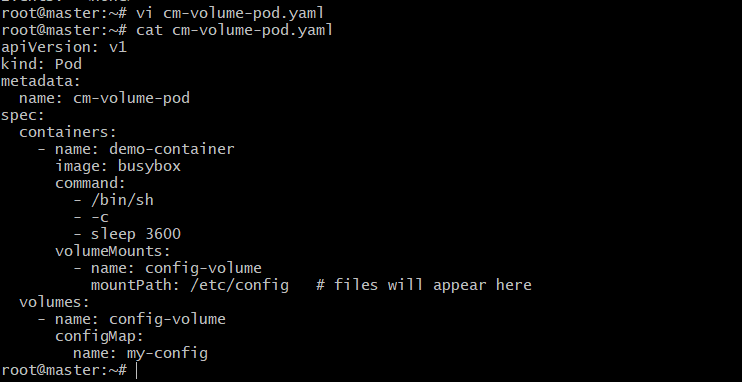 root@master:~# vi cm-volume-pod.yaml
root@master:~# cat cm-volume-pod.yaml
apiVersion: v1
kind: Pod
metadata:
  name: cm-volume-pod
spec:
  containers:
    - name: demo-container
      image: busybox
      command:
        - /bin/sh
        - -c
        - sleep 3600
      volumeMounts:
        - name: config-volume
          mountPath: /etc/config   # files will appear here
  volumes:
    - name: config-volume
      configMap:
        name: my-config
root@master:~#